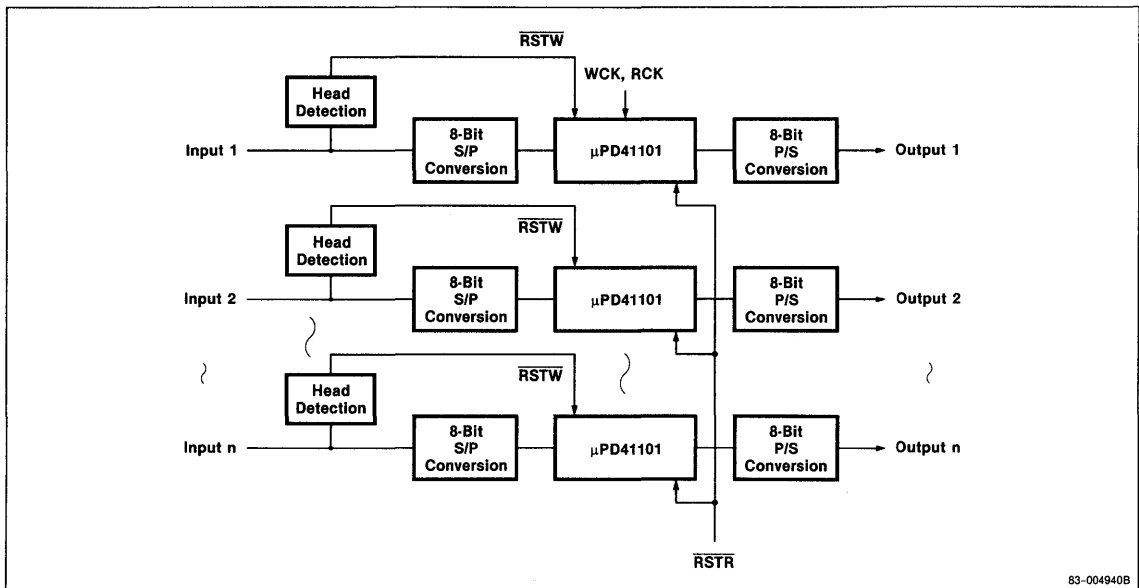 RSTW
WCK, RCK
Head
Detection
Input 1
8-Bit
S/P
Conversion
μPD41101
8-Bit
P/S
Conversion
Output 1
RSTW
Head
Detection
Input 2
8-Bit
S/P
Conversion
μPD41101
8-Bit
P/S
Conversion
Output 2
RSTW
Head
Detection
Input n
8-Bit
S/P
Conversion
μPD41101
8-Bit
P/S
Conversion
Output n
RSTR
83-004940B